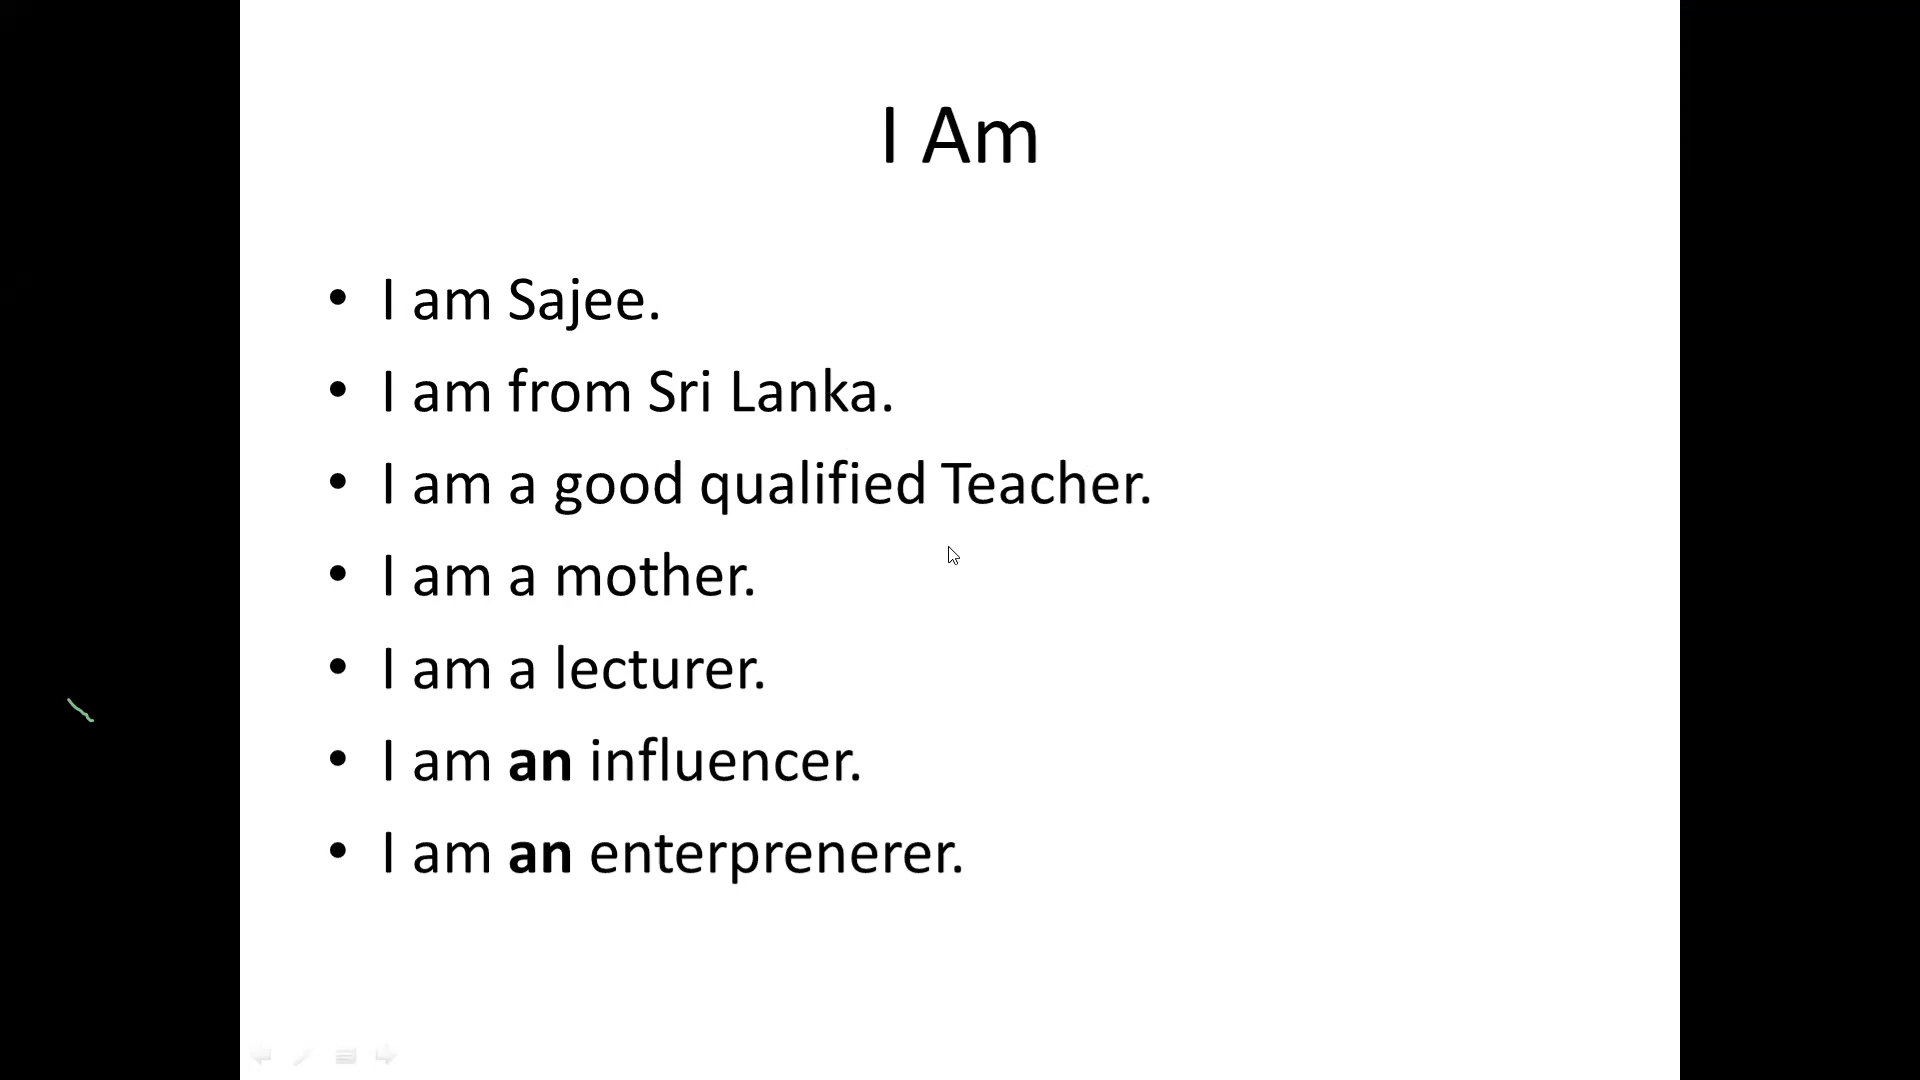 I Am
• I am Sajee.
• I am from Sri Lanka.
• I am a good qualified Teacher.
• I am a mother.
• I am a lecturer.
• I am an influencer.
• I am an enterprenerer.